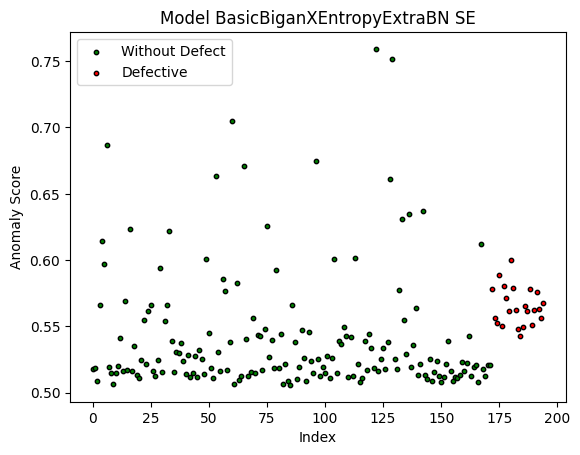 Model BasicBiganXEntropyExtraBN SE
Without Defect
Defective
Anomaly Score
0.75
0.70
0.65
0.60
0.55
0.50
0 25 50 75 100 125 150 175 200
Index